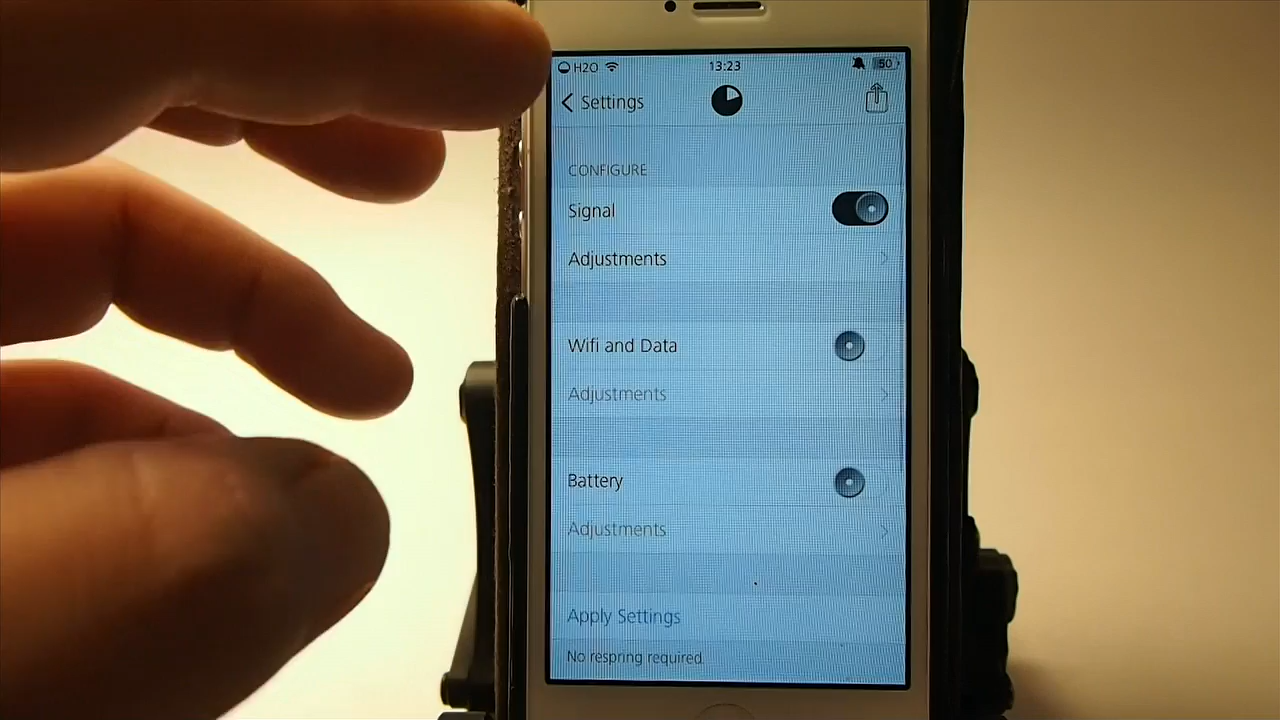 H2O 13:23 50
Settings
CONFIGURE
Signal
Adjustments
Wifi and Data
Adjustments
Battery
Adjustments
Apply Settings
No respring required.